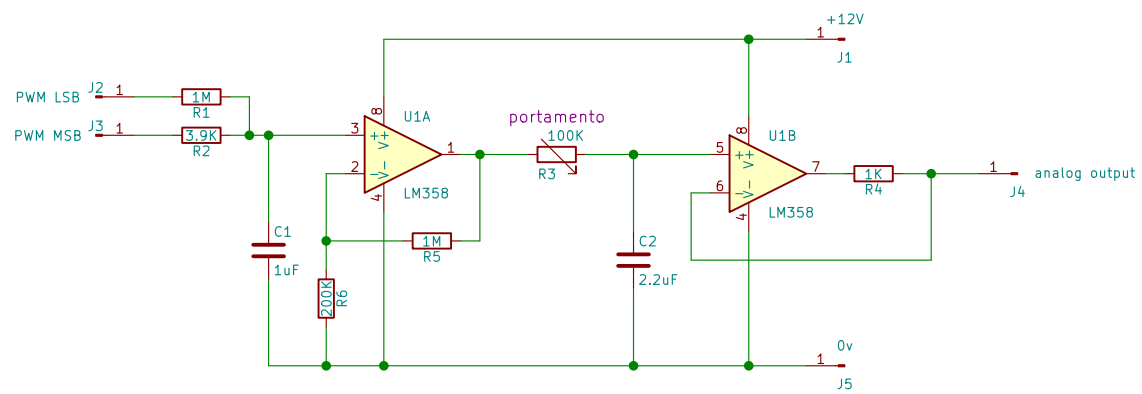 +12V
1
J1
PWM LSB
J2
1
1M
R1
PWM MSB
J3
1
3.9K
R2
3
+
+
8
V+
U1A
1
2
-
V-
4
LM358
portamento
100K
R3
5
+
+
8
V+
U1B
7
6
-
V-
4
LM358
1K
R4
1
J4
analog output
C1
1uF
1M
R5
200K
R6
C2
2.2uF
0v
1
J5